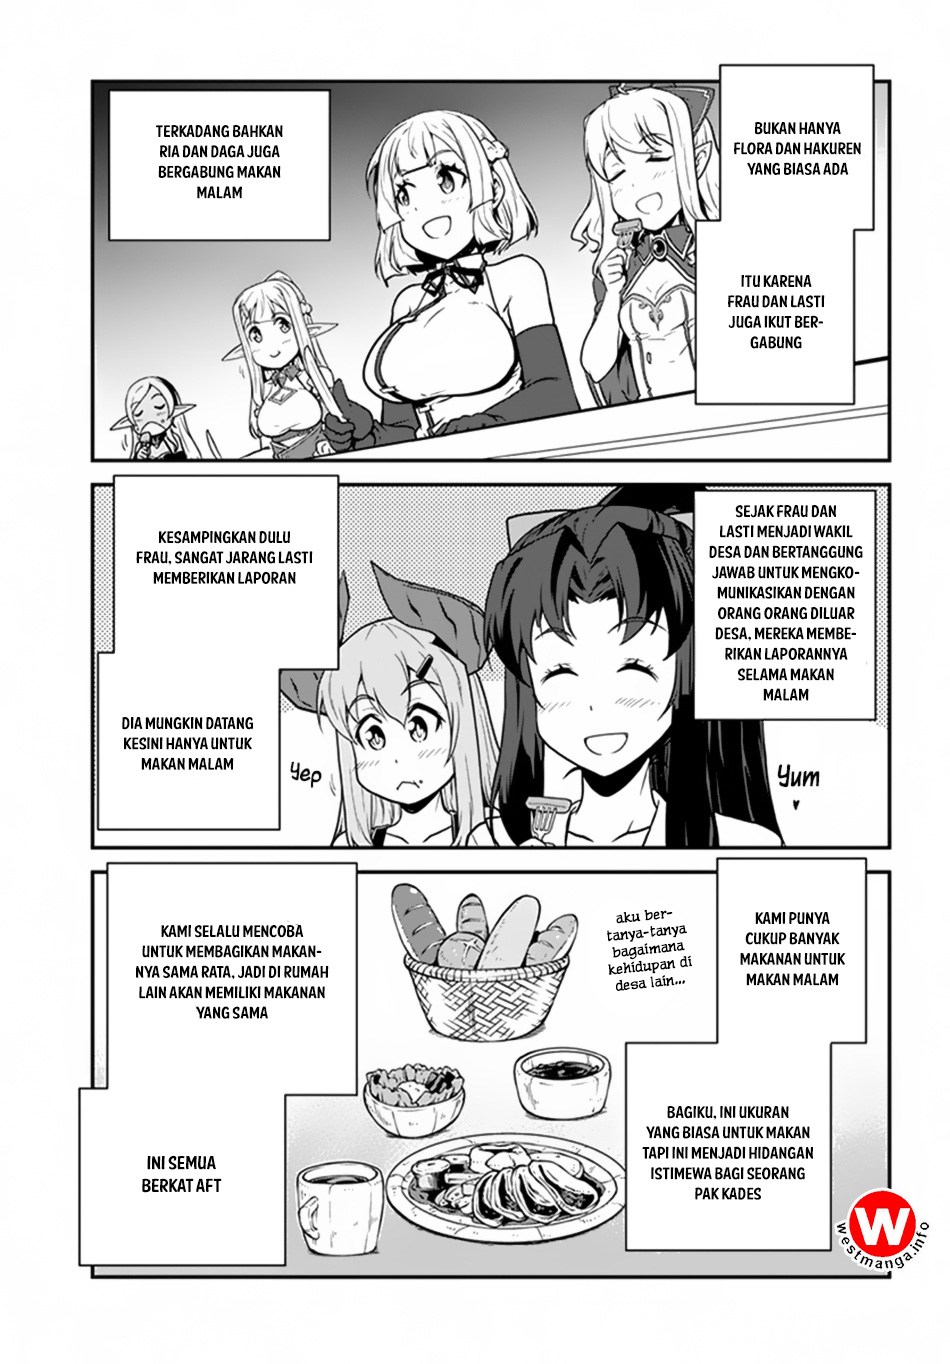 BUKAN HANYA
FLORA DAN HAKUREN
YANG BIASA ADA
ITU KARENA
FRAU DAN LASTI
JUGA IKUT BER-
GABUNG
TERKADANG BAHKAN
RIA DAN DAGA JUGA
BERGABUNG MAKAN
MALAM
SEJAK FRAU DAN
LASTI MENJADI WAKIL
DESA DAN BERTANGGUNG
JAWAB UNTUK MENGKO-
MUNIKASIKAN DENGAN
ORANG ORANG DILUAR
DESA, MEREKA MEMBE-
RIKAN LAPORANNYA
SELAMA MAKAN
MALAM
Yum
KESAMPINGKAN DULU
FRAU, SANGAT JARANG LASTI
MEMBERIKAN LAPORAN
DIA MUNGKIN DATANG
KESINI HANYA UNTUK
MAKAN MALAM
Yep
KAMI PUNYA
CUKUP BANYAK
MAKANAN UNTUK
MAKAN MALAM
BAGIKU, INI UKURAN
YANG BIASA UNTUK MAKAN
TAPI INI MENJADI HIDANGAN
ISTIMEWA BAGI SEORANG
PAK KADES
aku ber-
tanya-tanya
bagaimana
kehidupan di
desa lain...
KAMI SELALU MENCOBA
UNTUK MEMBAGIKAN MAKAN-
NYA SAMA RATA, JADI DI RUMAH
LAIN AKAN MEMILIKI MAKANAN
YANG SAMA
INI SEMUA
BERKAT AFT
W
westmanga.info